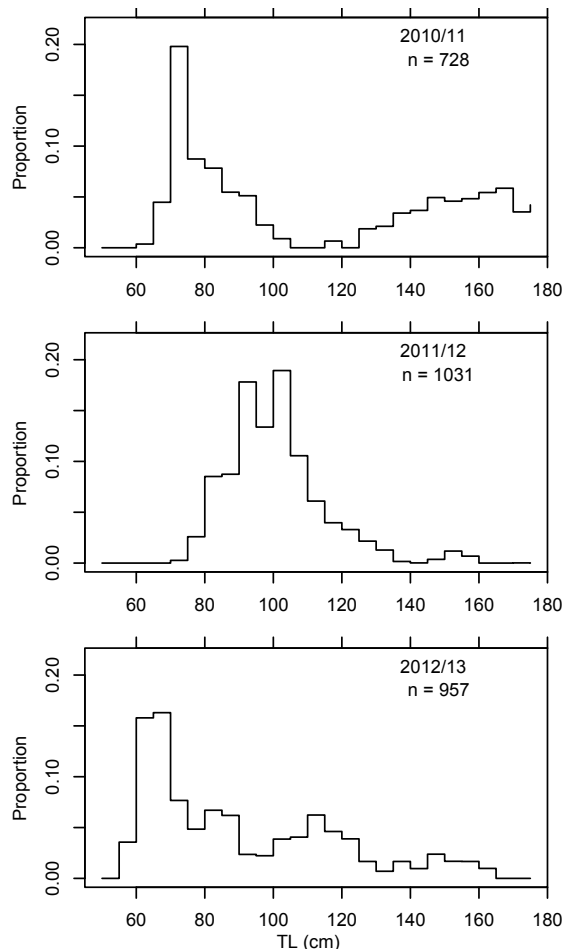 2010/11
n = 728
Proportion
0.00 0.10 0.20
60 80 100 120 140 160 180
2011/12
n = 1031
Proportion
0.00 0.10 0.20
60 80 100 120 140 160 180
2012/13
n = 957
Proportion
0.00 0.10 0.20
60 80 100 120 140 160 180
TL (cm)